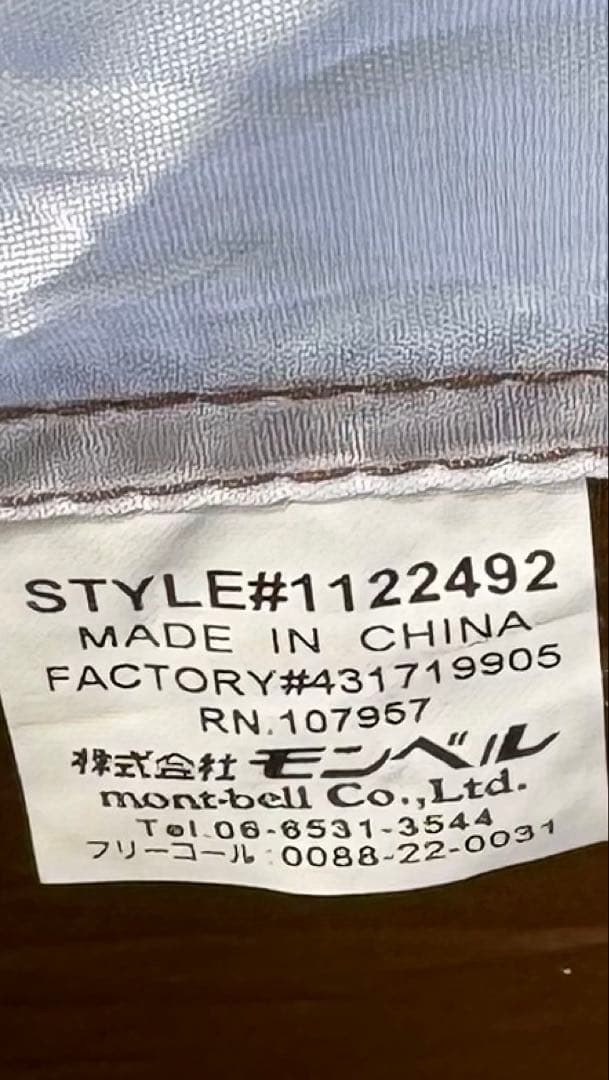 STYLE#1122492
MADE IN CHINA
FACTORY#431719905
RN.107957
株式会社 モンベル
mont-bell Co.,Ltd.
Tel.06-6531-3544
フリーコール:0088-22-0031